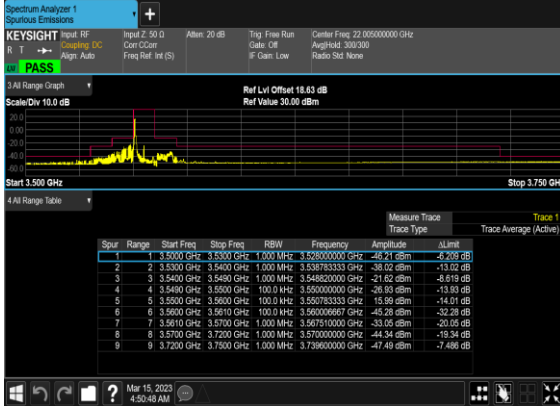 Spectrum Analyzer 1
Spurious Emissions
KEYSIGHT Input: RF Input Z: 50 Ω Atten: 20 dB Trig: Free Run Center Freq: 22.005000000 GHz
R T Coupling: DC Corr CCorr Gate: Off Avg|Hold: 300/300
Align: Auto Freq Ref: Int (S) IF Gain: Low Radio Std: None
PASS
3 All Range Graph
Ref Lvl Offset 18.63 dB
Scale/Div 10.0 dB Ref Value 30.00 dBm
20.0
0.00
-20.0
-40.0
-60.0
Start 3.500 GHz Stop 3.750 GH
4 All Range Table
Measure Trace Trace 1
Trace Type Trace Average (Active)
Spur Range Start Freq Stop Freq RBW Frequency Amplitude ΔLimit
1 1 3.5000 GHz 3.5300 GHz 1.000 MHz 3.528000000 GHz -46.21 dBm -6.209 dB
2 2 3.5300 GHz 3.5400 GHz 1.000 MHz 3.538783333 GHz -38.02 dBm -13.02 dB
3 3 3.5400 GHz 3.5490 GHz 1.000 MHz 3.548820000 GHz -21.62 dBm -8.619 dB
4 4 3.5490 GHz 3.5500 GHz 100.0 kHz 3.550000000 GHz -26.93 dBm -13.93 dB
5 5 3.5500 GHz 3.5600 GHz 100.0 kHz 3.550783333 GHz 15.99 dBm -14.01 dB
6 6 3.5600 GHz 3.5610 GHz 100.0 kHz 3.560006667 GHz -45.28 dBm -32.28 dB
7 7 3.5610 GHz 3.5700 GHz 1.000 MHz 3.567510000 GHz -33.05 dBm -20.05 dB
8 8 3.5700 GHz 3.7200 GHz 1.000 MHz 3.570000000 GHz -44.34 dBm -19.34 dB
9 9 3.7200 GHz 3.7500 GHz 1.000 MHz 3.739600000 GHz -47.49 dBm -7.486 dB
Mar 15, 2023
4:50:48 AM